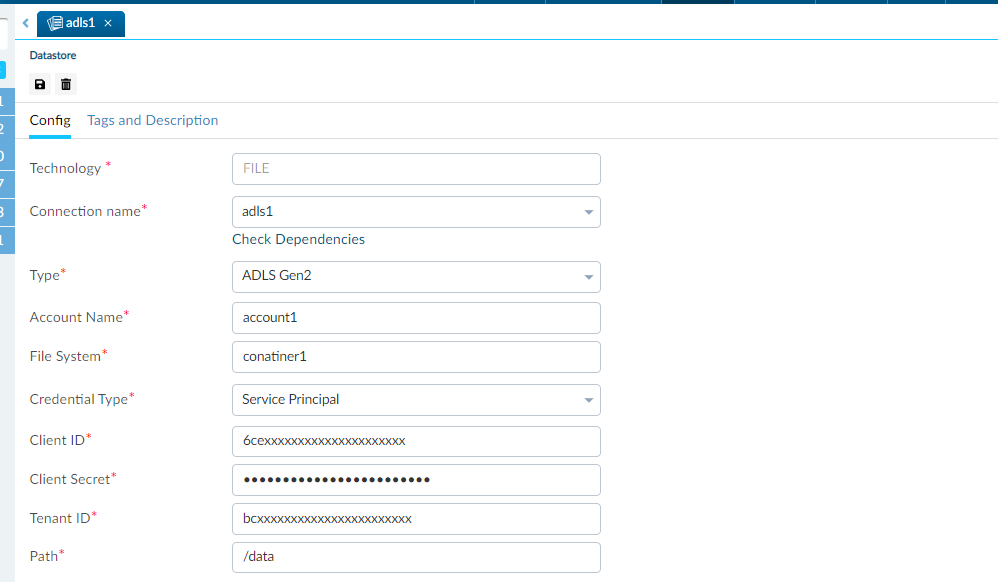 adls1 ×
Datastore
Config Tags and Description
Technology * FILE
Connection name* adls1
Check Dependencies
Type* ADLS Gen2
Account Name* account1
File System* conatiner1
Credential Type* Service Principal
Client ID* 6cexxxxxxxxxxxxxxxxxxxxx
Client Secret* ••••••••••••••••••••••••
Tenant ID* bcxxxxxxxxxxxxxxxxxxxxxxx
Path* /data